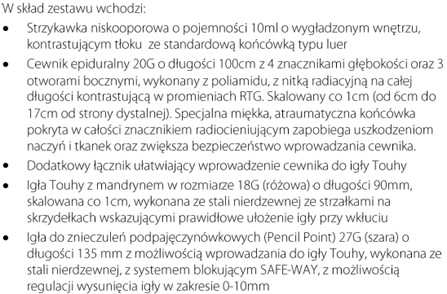 W skład zestawu wchodzi:
• Strzykawka niskooporowa o pojemności 10ml o wygładzonym wnętrzu,
kontrastującym tłoku ze standardową końcówką typu luer
• Cewnik epiduralny 20G o długości 100cm z 4 znacznikami głębokości oraz 3
otworami bocznymi, wykonany z poliamidu, z nitką radiacyjną na całej
długości kontrastującą w promieniach RTG. Skalowany co 1cm (od 6cm do
17cm od strony dystalnej). Specjalna miękka, atraumatyczna końcówka
pokryta w całości znacznikiem radiocieniującym zapobiega uszkodzeniom
naczyń i tkanek oraz zwiększa bezpieczeństwo wprowadzania cewnika.
• Dodatkowy łącznik ułatwiający wprowadzenie cewnika do igły Touhy
• Igła Touhy z mandrynem w rozmiarze 18G (różowa) o długości 90mm,
skalowana co 1cm, wykonana ze stali nierdzewnej ze strzałkami na
skrzydełkach wskazującymi prawidłowe ułożenie igły przy wkłuciu
• Igła do znieczuleń podpajęczynówkowych (Pencil Point) 27G (szara) o
długości 135 mm z możliwością wprowadzania do igły Touhy, wykonana ze
stali nierdzewnej, z systemem blokującym SAFE-WAY, z możliwością
regulacji wysunięcia igły w zakresie 0-10mm